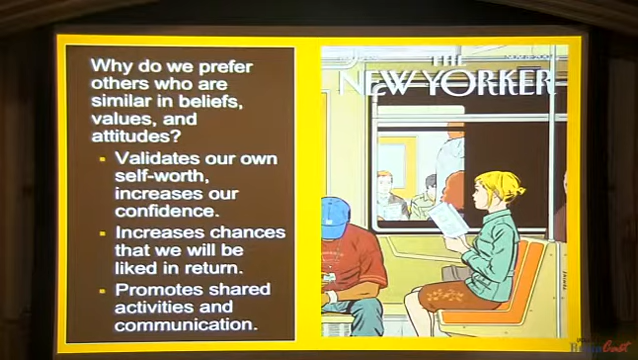 Why do we prefer
others who are
similar in beliefs,
values, and
attitudes?
Validates our own
self-worth,
increases our
confidence.
Increases chances
that we will be
liked in return.
Promotes shared
activities and
communication.
THE
NEW YORKER